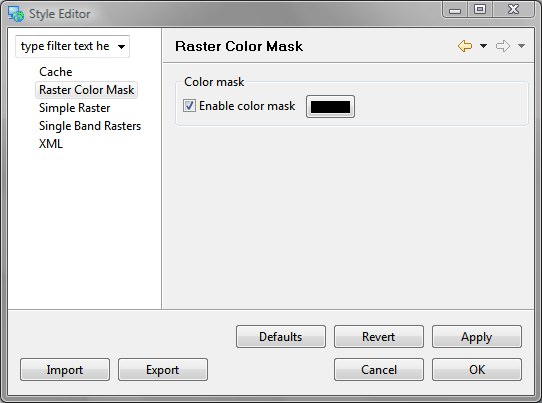 Style Editor
type filter text he
Cache
Raster Color Mask
Simple Raster
Single Band Rasters
XML
Raster Color Mask
Color mask
Enable color mask
Defaults
Revert
Apply
Import
Export
Cancel
OK